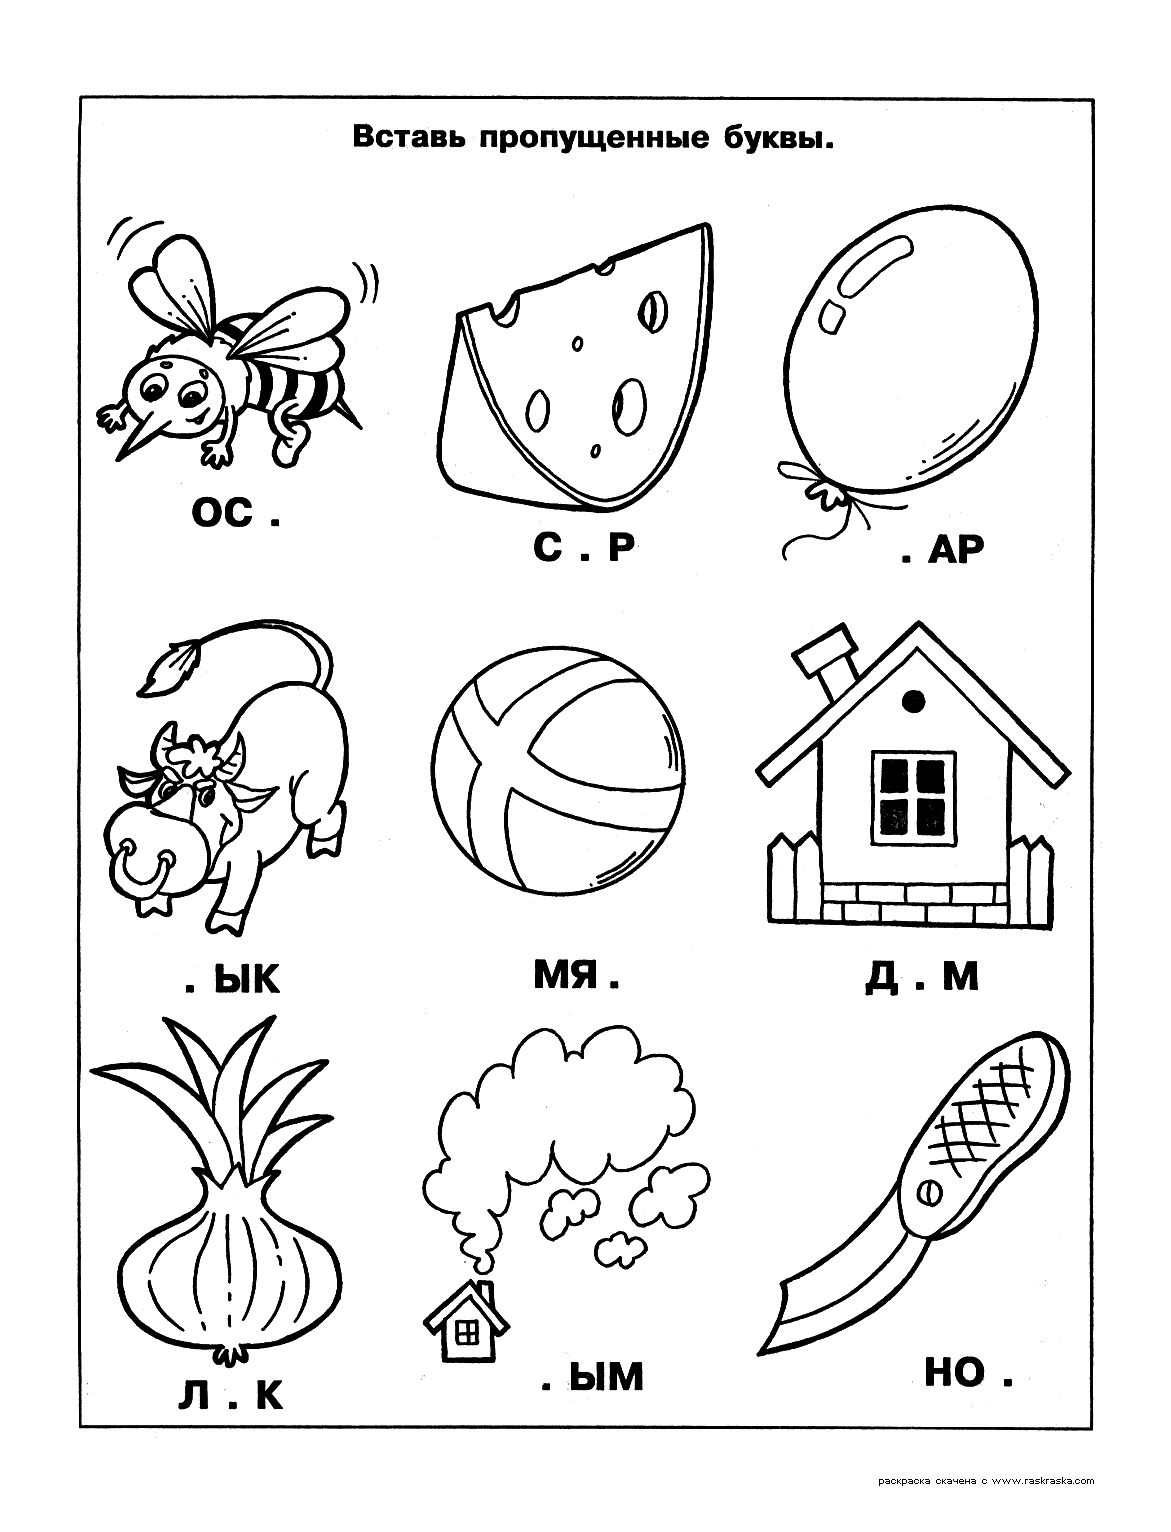 Вставь пропущенные буквы.
ОС .
С . Р
. АР
. ЫК
МЯ .
Д . М
Л . К
. ЫМ
НО .
раскраска скачена с www.raskraska.com